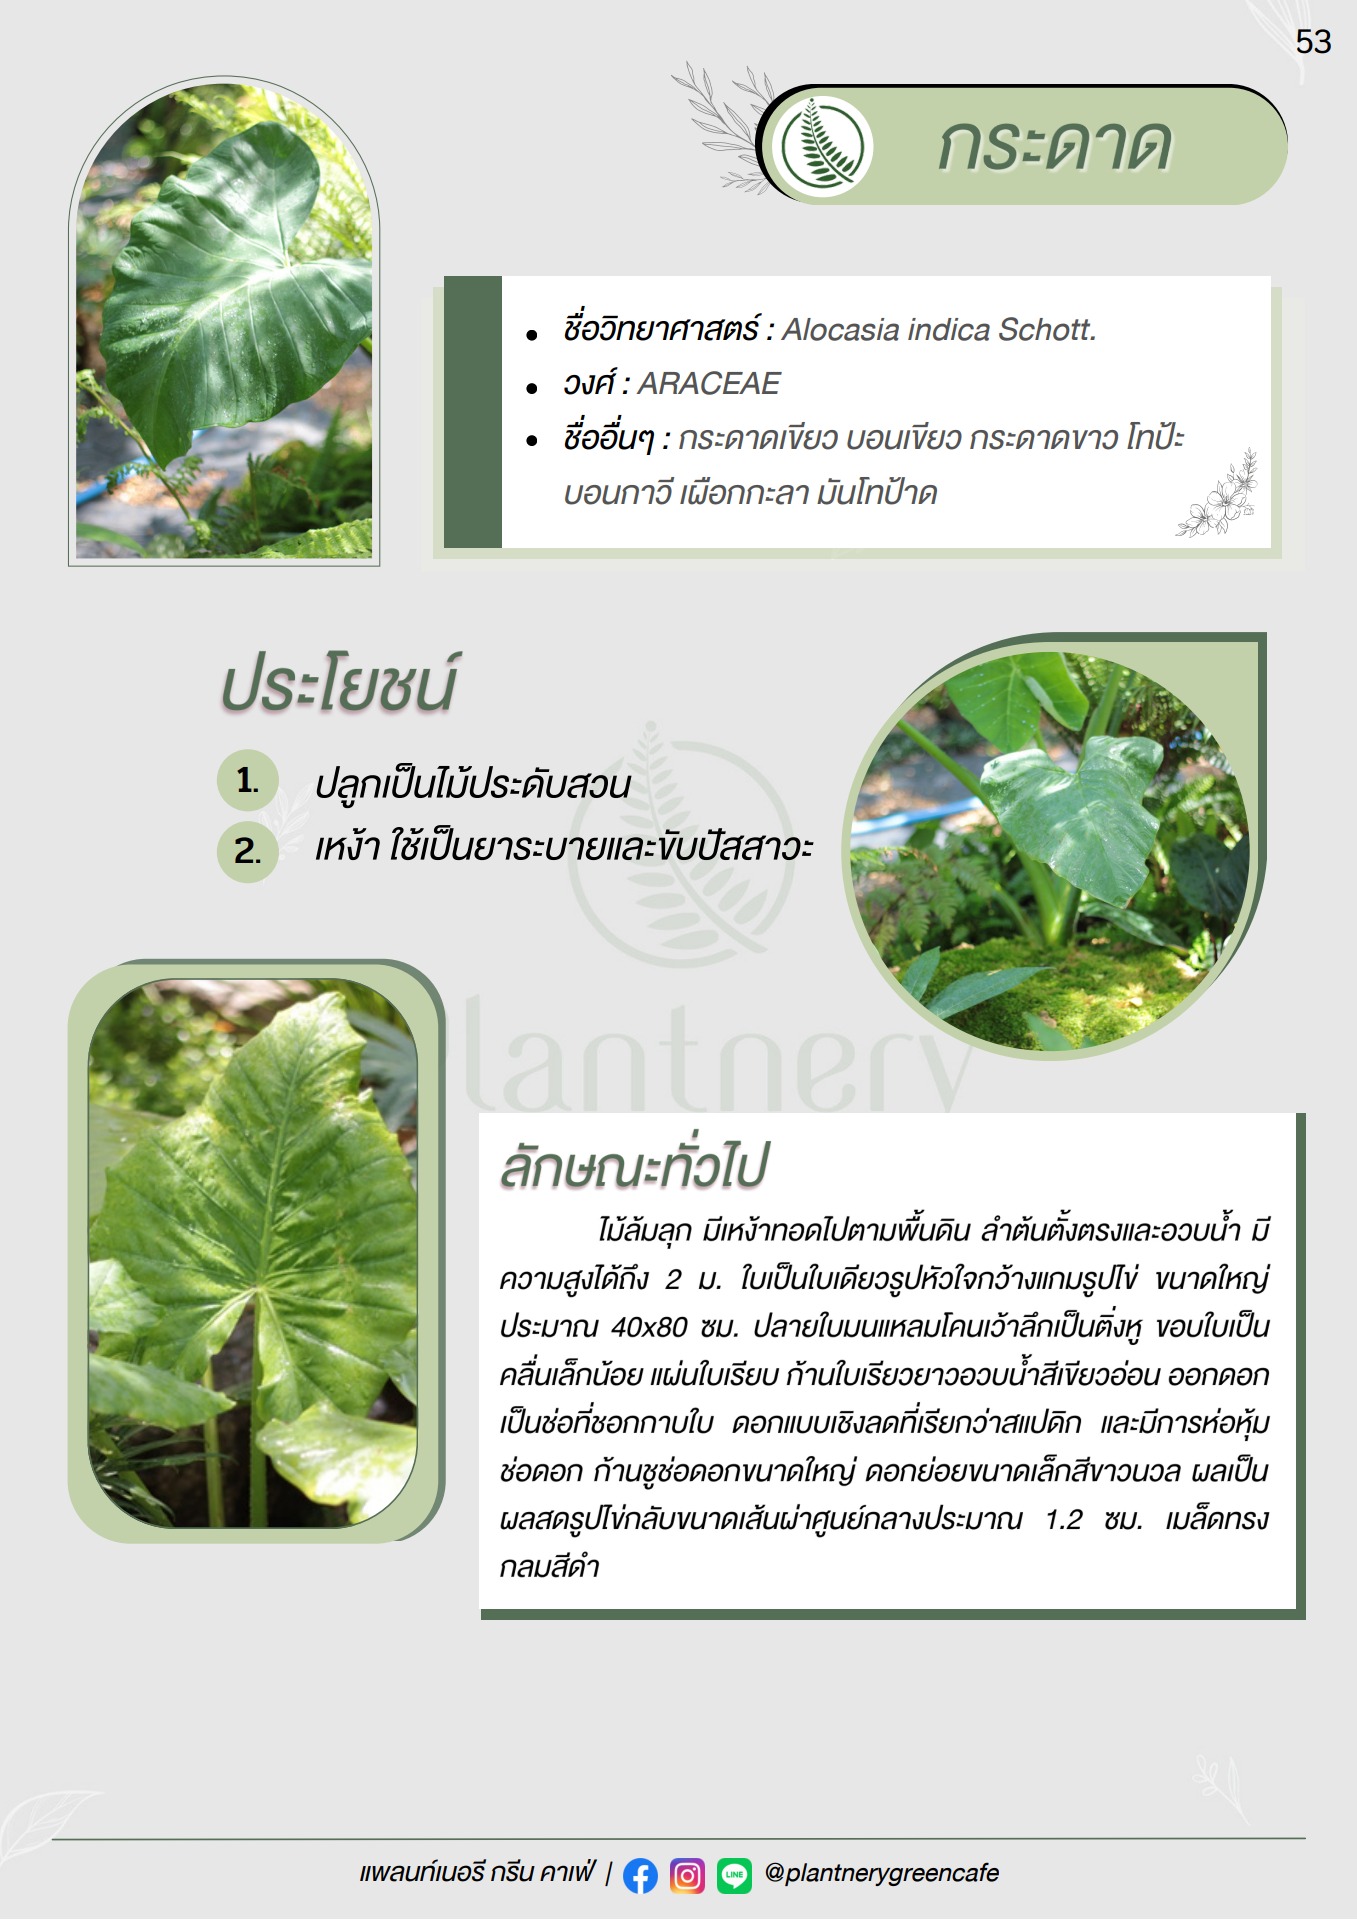 53
กระดาด
ชื่อวิทยาศาสตร์ : Alocasia indica Schott.
วงศ์ : ARACEAE
ชื่ออื่นๆ : กระดาดเขียว บอนเขียว กระดาดขาว โทป๊ะ
บอนกาวี เผือกกะลา มันโทป้าด
ประโยชน์
1. ปลูกเป็นไม้ประดับสวน
2. เหง้า ใช้เป็นยาระบายและขับปัสสาวะ
Plantnery
ลักษณะทั่วไป
ไม้ล้มลุก มีเหง้าทอดไปตามพื้นดิน ลำต้นตั้งตรงและอวบน้ำ มี
ความสูงได้ถึง 2 ม. ใบเป็นใบเดียวรูปหัวใจกว้างแกมรูปไข่ ขนาดใหญ่
ประมาณ 40x80 ซม. ปลายใบมนแหลมโคนเว้าลึกเป็นติ่งหู ขอบใบเป็น
คลื่นเล็กน้อย แผ่นใบเรียบ ก้านใบเรียวยาวอวบน้ำสีเขียวอ่อน ออกดอก
เป็นช่อที่ชอกกาบใบ ดอกแบบเชิงลดที่เรียกว่าสแปดิก และมีการห่อหุ้ม
ช่อดอก ก้านชูช่อดอกขนาดใหญ่ ดอกย่อยขนาดเล็กสีขาวนวล ผลเป็น
ผลสดรูปไข่กลับขนาดเส้นผ่าศูนย์กลางประมาณ 1.2 ซม. เมล็ดทรง
กลมสีดำ
แพลนท์เนอรี กรีน คาเฟ่ | LINE @plantnerygreencafe